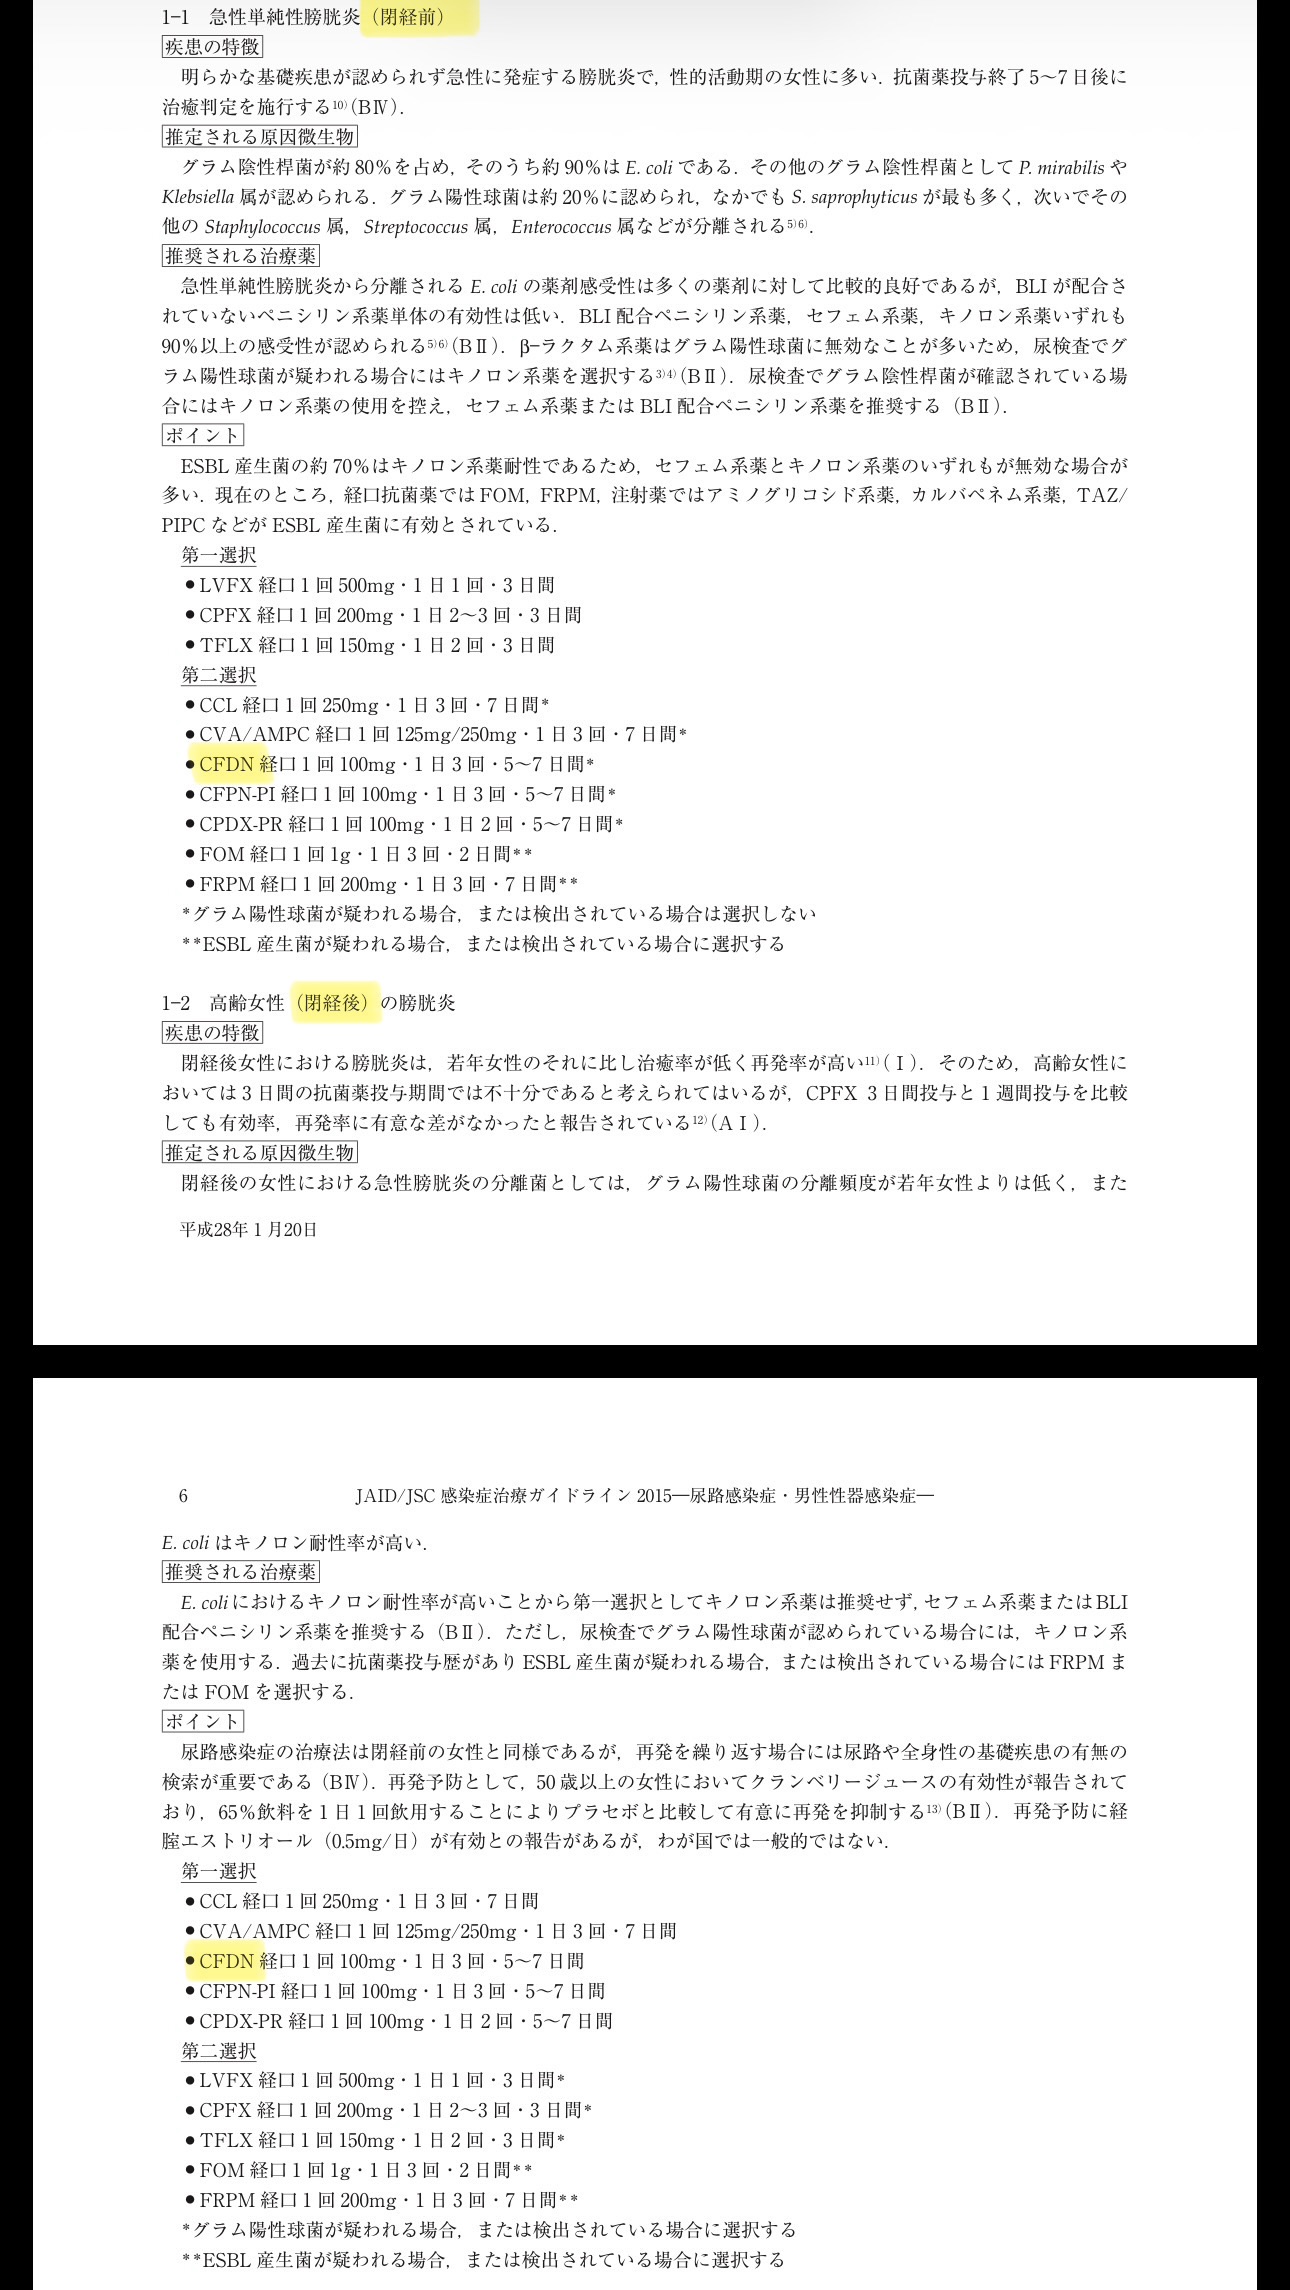 1−1　急性単純性膀胱炎（閉経前）
疾患の特徴
明らかな基礎疾患が認められず急性に発症する膀胱炎で，性的活動期の女性に多い．抗菌薬投与終了 5〜7 日後に
治癒判定を施行する10)（BⅣ）．
推定される原因微生物
グラム陰性桿菌が約 80％を占め，そのうち約 90％は E. coli である．その他のグラム陰性桿菌として P. mirabilis や
Klebsiella 属が認められる．グラム陽性球菌は約 20％に認められ，なかでも S. saprophyticus が最も多く，次いでその
他の Staphylococcus 属，Streptococcus 属，Enterococcus 属などが分離される5)6)．
推奨される治療薬
急性単純性膀胱炎から分離される E. coli の薬剤感受性は多くの薬剤に対して比較的良好であるが，BLI が配合さ
れていないペニシリン系薬単体の有効性は低い．BLI 配合ペニシリン系薬，セフェム系薬，キノロン系薬いずれも
90％以上の感受性が認められる5)6)（BⅡ）．β−ラクタム系薬はグラム陽性球菌に無効なことが多いため，尿検査でグ
ラム陽性球菌が疑われる場合にはキノロン系薬を選択する3)4)（BⅡ）．尿検査でグラム陰性桿菌が確認されている場
合にはキノロン系薬の使用を控え，セフェム系薬または BLI 配合ペニシリン系薬を推奨する（BⅡ）．
ポイント
ESBL 産生菌の約 70％はキノロン系薬耐性であるため，セフェム系薬とキノロン系薬のいずれもが無効な場合が
多い．現在のところ，経口抗菌薬では FOM，FRPM，注射薬ではアミノグリコシド系薬，カルバペネム系薬，TAZ/
PIPC などが ESBL 産生菌に有効とされている．
第一選択
●LVFX 経口 1 回 500mg・1 日 1 回・3 日間
●CPFX 経口 1 回 200mg・1 日 2〜3 回・3 日間
●TFLX 経口 1 回 150mg・1 日 2 回・3 日間
第二選択
●CCL 経口 1 回 250mg・1 日 3 回・7 日間*
●CVA/AMPC 経口 1 回 125mg/250mg・1 日 3 回・7 日間*
●CFDN 経口 1 回 100mg・1 日 3 回・5〜7 日間*
●CFPN-PI 経口 1 回 100mg・1 日 3 回・5〜7 日間*
●CPDX-PR 経口 1 回 100mg・1 日 2 回・5〜7 日間*
●FOM 経口 1 回 1g・1 日 3 回・2 日間**
●FRPM 経口 1 回 200mg・1 日 3 回・7 日間**
*グラム陽性球菌が疑われる場合，または検出されている場合は選択しない
**ESBL 産生菌が疑われる場合，または検出されている場合に選択する
1−2　高齢女性（閉経後）の膀胱炎
疾患の特徴
閉経後女性における膀胱炎は，若年女性のそれに比し治癒率が低く再発率が高い11)（Ⅰ）．そのため，高齢女性に
おいては 3 日間の抗菌薬投与期間では不十分であると考えられてはいるが，CPFX 3 日間投与と 1 週間投与を比較
しても有効率，再発率に有意な差がなかったと報告されている12)（AⅠ）．
推定される原因微生物
閉経後の女性における急性膀胱炎の分離菌としては，グラム陽性球菌の分離頻度が若年女性よりは低く，また
平成28年 1 月20日
6　JAID/JSC 感染症治療ガイドライン 2015―尿路感染症・男性性器感染症―
E. coli はキノロン耐性率が高い．
推奨される治療薬
E. coli におけるキノロン耐性率が高いことから第一選択としてキノロン系薬は推奨せず，セフェム系薬または BLI
配合ペニシリン系薬を推奨する（BⅡ）．ただし，尿検査でグラム陽性球菌が認められている場合には，キノロン系
薬を使用する．過去に抗菌薬投与歴があり ESBL 産生菌が疑われる場合，または検出されている場合には FRPM ま
たは FOM を選択する．
ポイント
尿路感染症の治療法は閉経前の女性と同様であるが，再発を繰り返す場合には尿路や全身性の基礎疾患の有無の
検索が重要である（BⅣ）．再発予防として，50 歳以上の女性においてクランベリージュースの有効性が報告されて
おり，65％飲料を 1 日 1 回飲用することによりプラセボと比較して有意に再発を抑制する13)（BⅡ）．再発予防に経
腟エストリオール（0.5mg/日）が有効との報告があるが，わが国では一般的ではない．
第一選択
●CCL 経口 1 回 250mg・1 日 3 回・7 日間
●CVA/AMPC 経口 1 回 125mg/250mg・1 日 3 回・7 日間
●CFDN 経口 1 回 100mg・1 日 3 回・5〜7 日間
●CFPN-PI 経口 1 回 100mg・1 日 3 回・5〜7 日間
●CPDX-PR 経口 1 回 100mg・1 日 2 回・5〜7 日間
第二選択
●LVFX 経口 1 回 500mg・1 日 1 回・3 日間*
●CPFX 経口 1 回 200mg・1 日 2〜3 回・3 日間*
●TFLX 経口 1 回 150mg・1 日 2 回・3 日間*
●FOM 経口 1 回 1g・1 日 3 回・2 日間**
●FRPM 経口 1 回 200mg・1 日 3 回・7 日間**
*グラム陽性球菌が疑われる場合，または検出されている場合に選択する
**ESBL 産生菌が疑われる場合，または検出されている場合に選択する